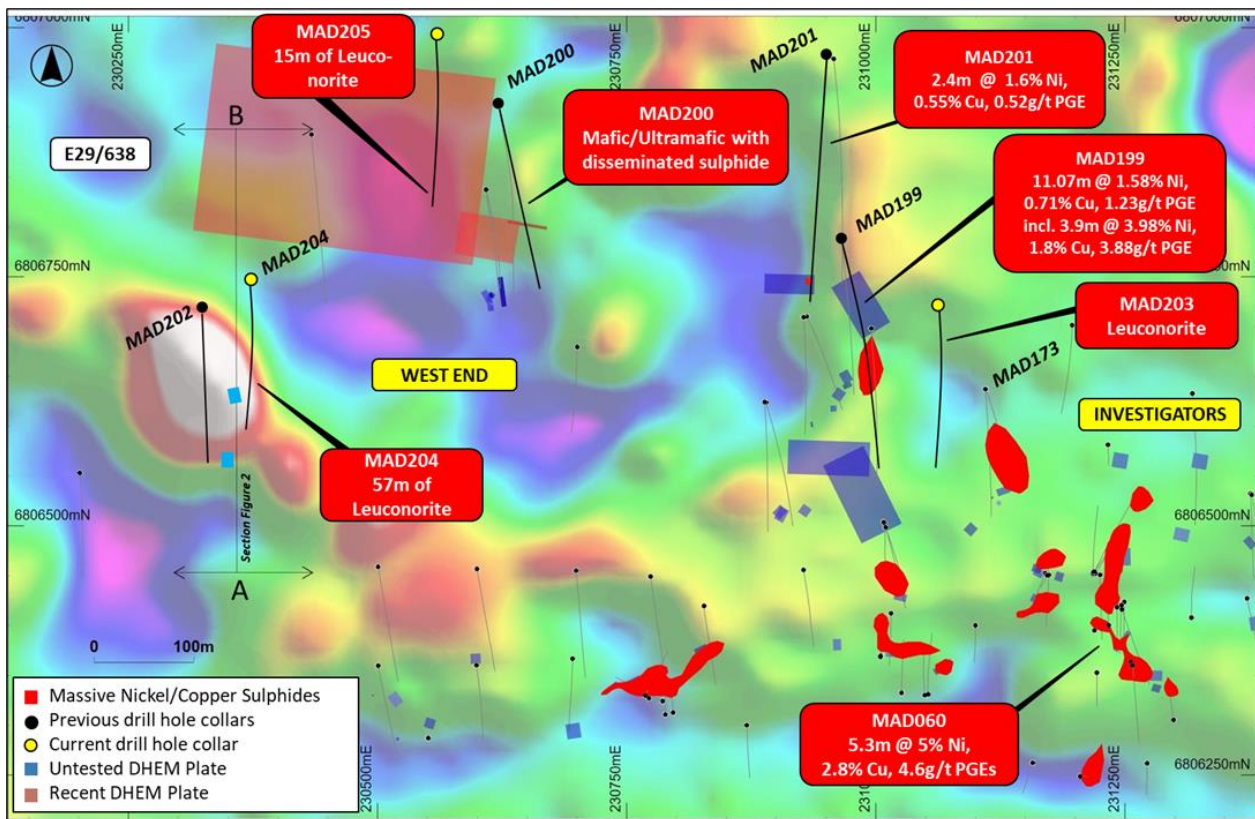 6807000mN
6807000mN
230250mE
230750mE
231000mE
231250mE
MAD205
15m of Leuco-
norite
MAD200
MAD201
MAD201
2.4m @ 1.6% Ni,
0.55% Cu, 0.52g/t PGE
B
E29/638
MAD200
Mafic/Ultramafic with
disseminated sulphide
MAD199
11.07m @ 1.58% Ni,
0.71% Cu, 1.23g/t PGE
incl. 3.9m @ 3.98% Ni,
1.8% Cu, 3.88g/t PGE
MAD199
MAD204
6806750mN
MAD202
MAD203
Leuconorite
MAD173
WEST END
INVESTIGATORS
MAD204
57m of
Leuconorite
Section Figure 2
6806500mN
6806500mN
A
0 100m
Massive Nickel/Copper Sulphides
Previous drill hole collars
Current drill hole collar
Untested DHEM Plate
Recent DHEM Plate
MAD060
5.3m @ 5% Ni,
2.8% Cu, 4.6g/t PGEs
230500mE
230750mE
231000mE
231250mE
6806250mN